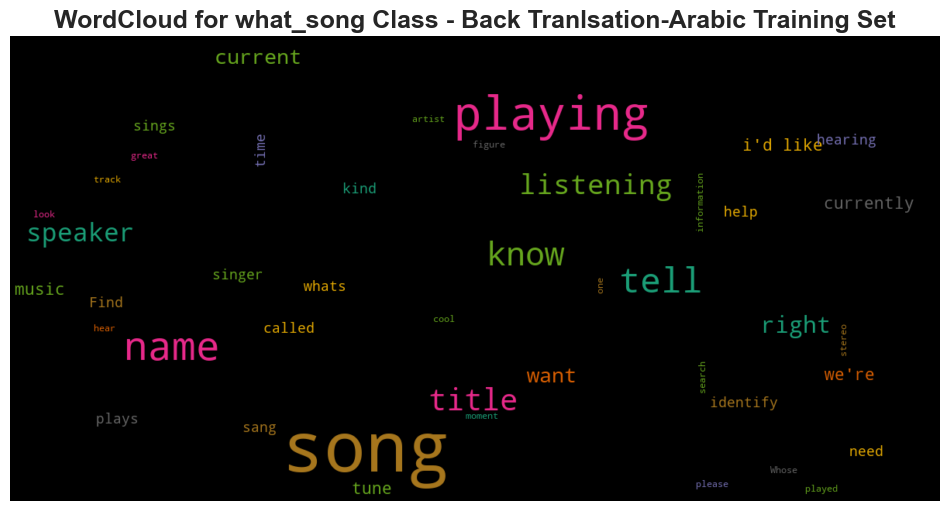 WordCloud for what_song Class - Back Tranlsation-Arabic Training Set
current
playing
artist
sings
figure
i'd like
hearing
time
great
track
kind
listening
information
help
currently
look
speaker
know
singer
whats
tell
one
music
Find
called
cool
right
hear
name
stereo
want
search
we're
title
identify
moment
plays
sang
song
need
Whose
tune
please
played